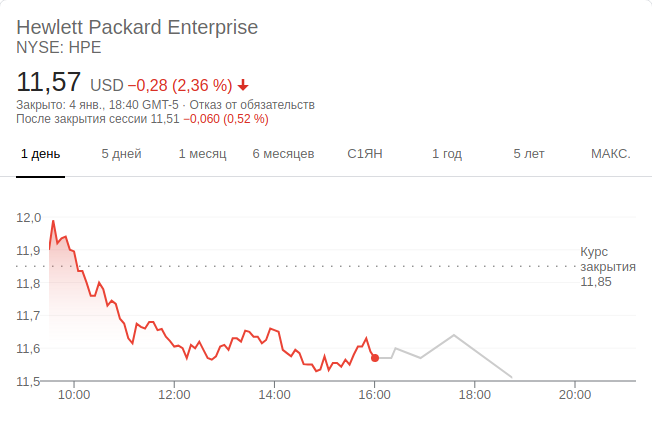 Hewlett Packard Enterprise
NYSE: HPE
11,57 USD −0,28 (2,36 %)
Закрыто: 4 янв., 18:40 GMT-5 · Отказ от обязательств
После закрытия сессии 11,51 −0,060 (0,52 %)
1 день 5 дней 1 месяц 6 месяцев С1ЯН 1 год 5 лет МАКС.
12,0
11,9
Курс
закрытия
11,85
11,8
11,7
11,6
11,5
10:00 12:00 14:00 16:00 18:00 20:00